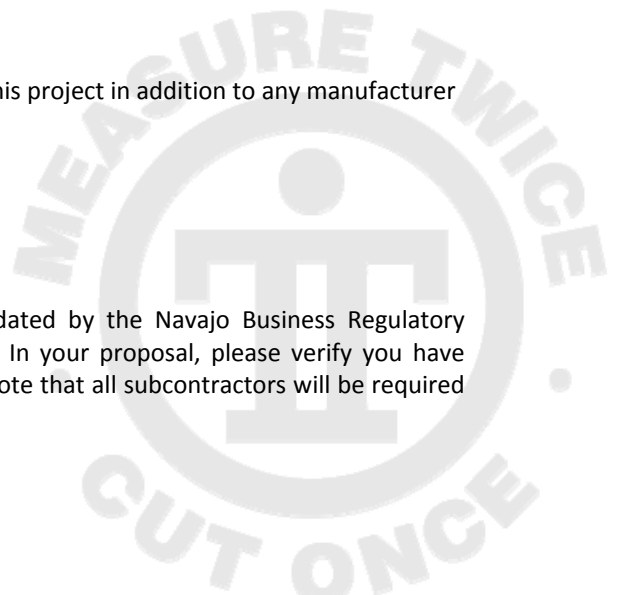 MEASURE TWICE
his project in addition to any manufacturer
dated by the Navajo Business Regulatory
In your proposal, please verify you have
ote that all subcontractors will be required
CUT ONCE